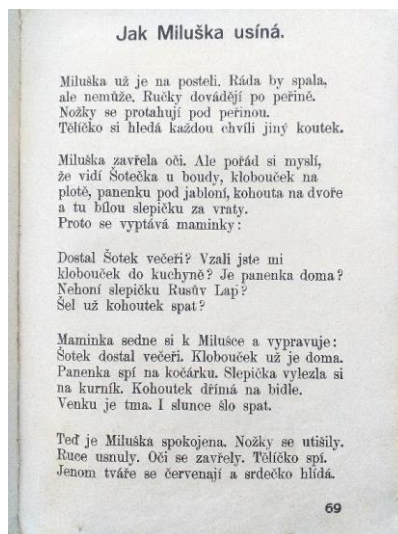 Jak Miluška usíná.
Miluška už je na posteli. Ráda by spala,
ale nemůže. Ručky dovádějí po peřině.
Nožky se protahují pod peřinou.
Tělíčko si hledá každou chvíli jiný koutek.
Miluška zavřela oči. Ale pořád si myslí,
že vidí Šotečka u boudy, klobouček na
plotě, panenku pod jabloní, kohouta na dvoře
a tu bílou slepičku za vraty.
Proto se vyptává maminky:
Dostal Šotek večeři? Vzali jste mi
klobouček do kuchyně? Je panenka doma?
Nehoní slepičku Rusův Lap?
Šel už kohoutek spat?
Maminka sedne si k Milušce a vypravuje:
Šotek dostal večeři. Klobouček už je doma.
Panenka spí na kočárku. Slepička vylezla si
na kurník. Kohoutek dřímá na bidle.
Venku je tma. I slunce šlo spat.
Teď je Miluška spokojena. Nožky se utišily.
Ruce usnuly. Oči se zavřely. Tělíčko spí.
Jenom tváře se červenají a srdečko hlídá.
69